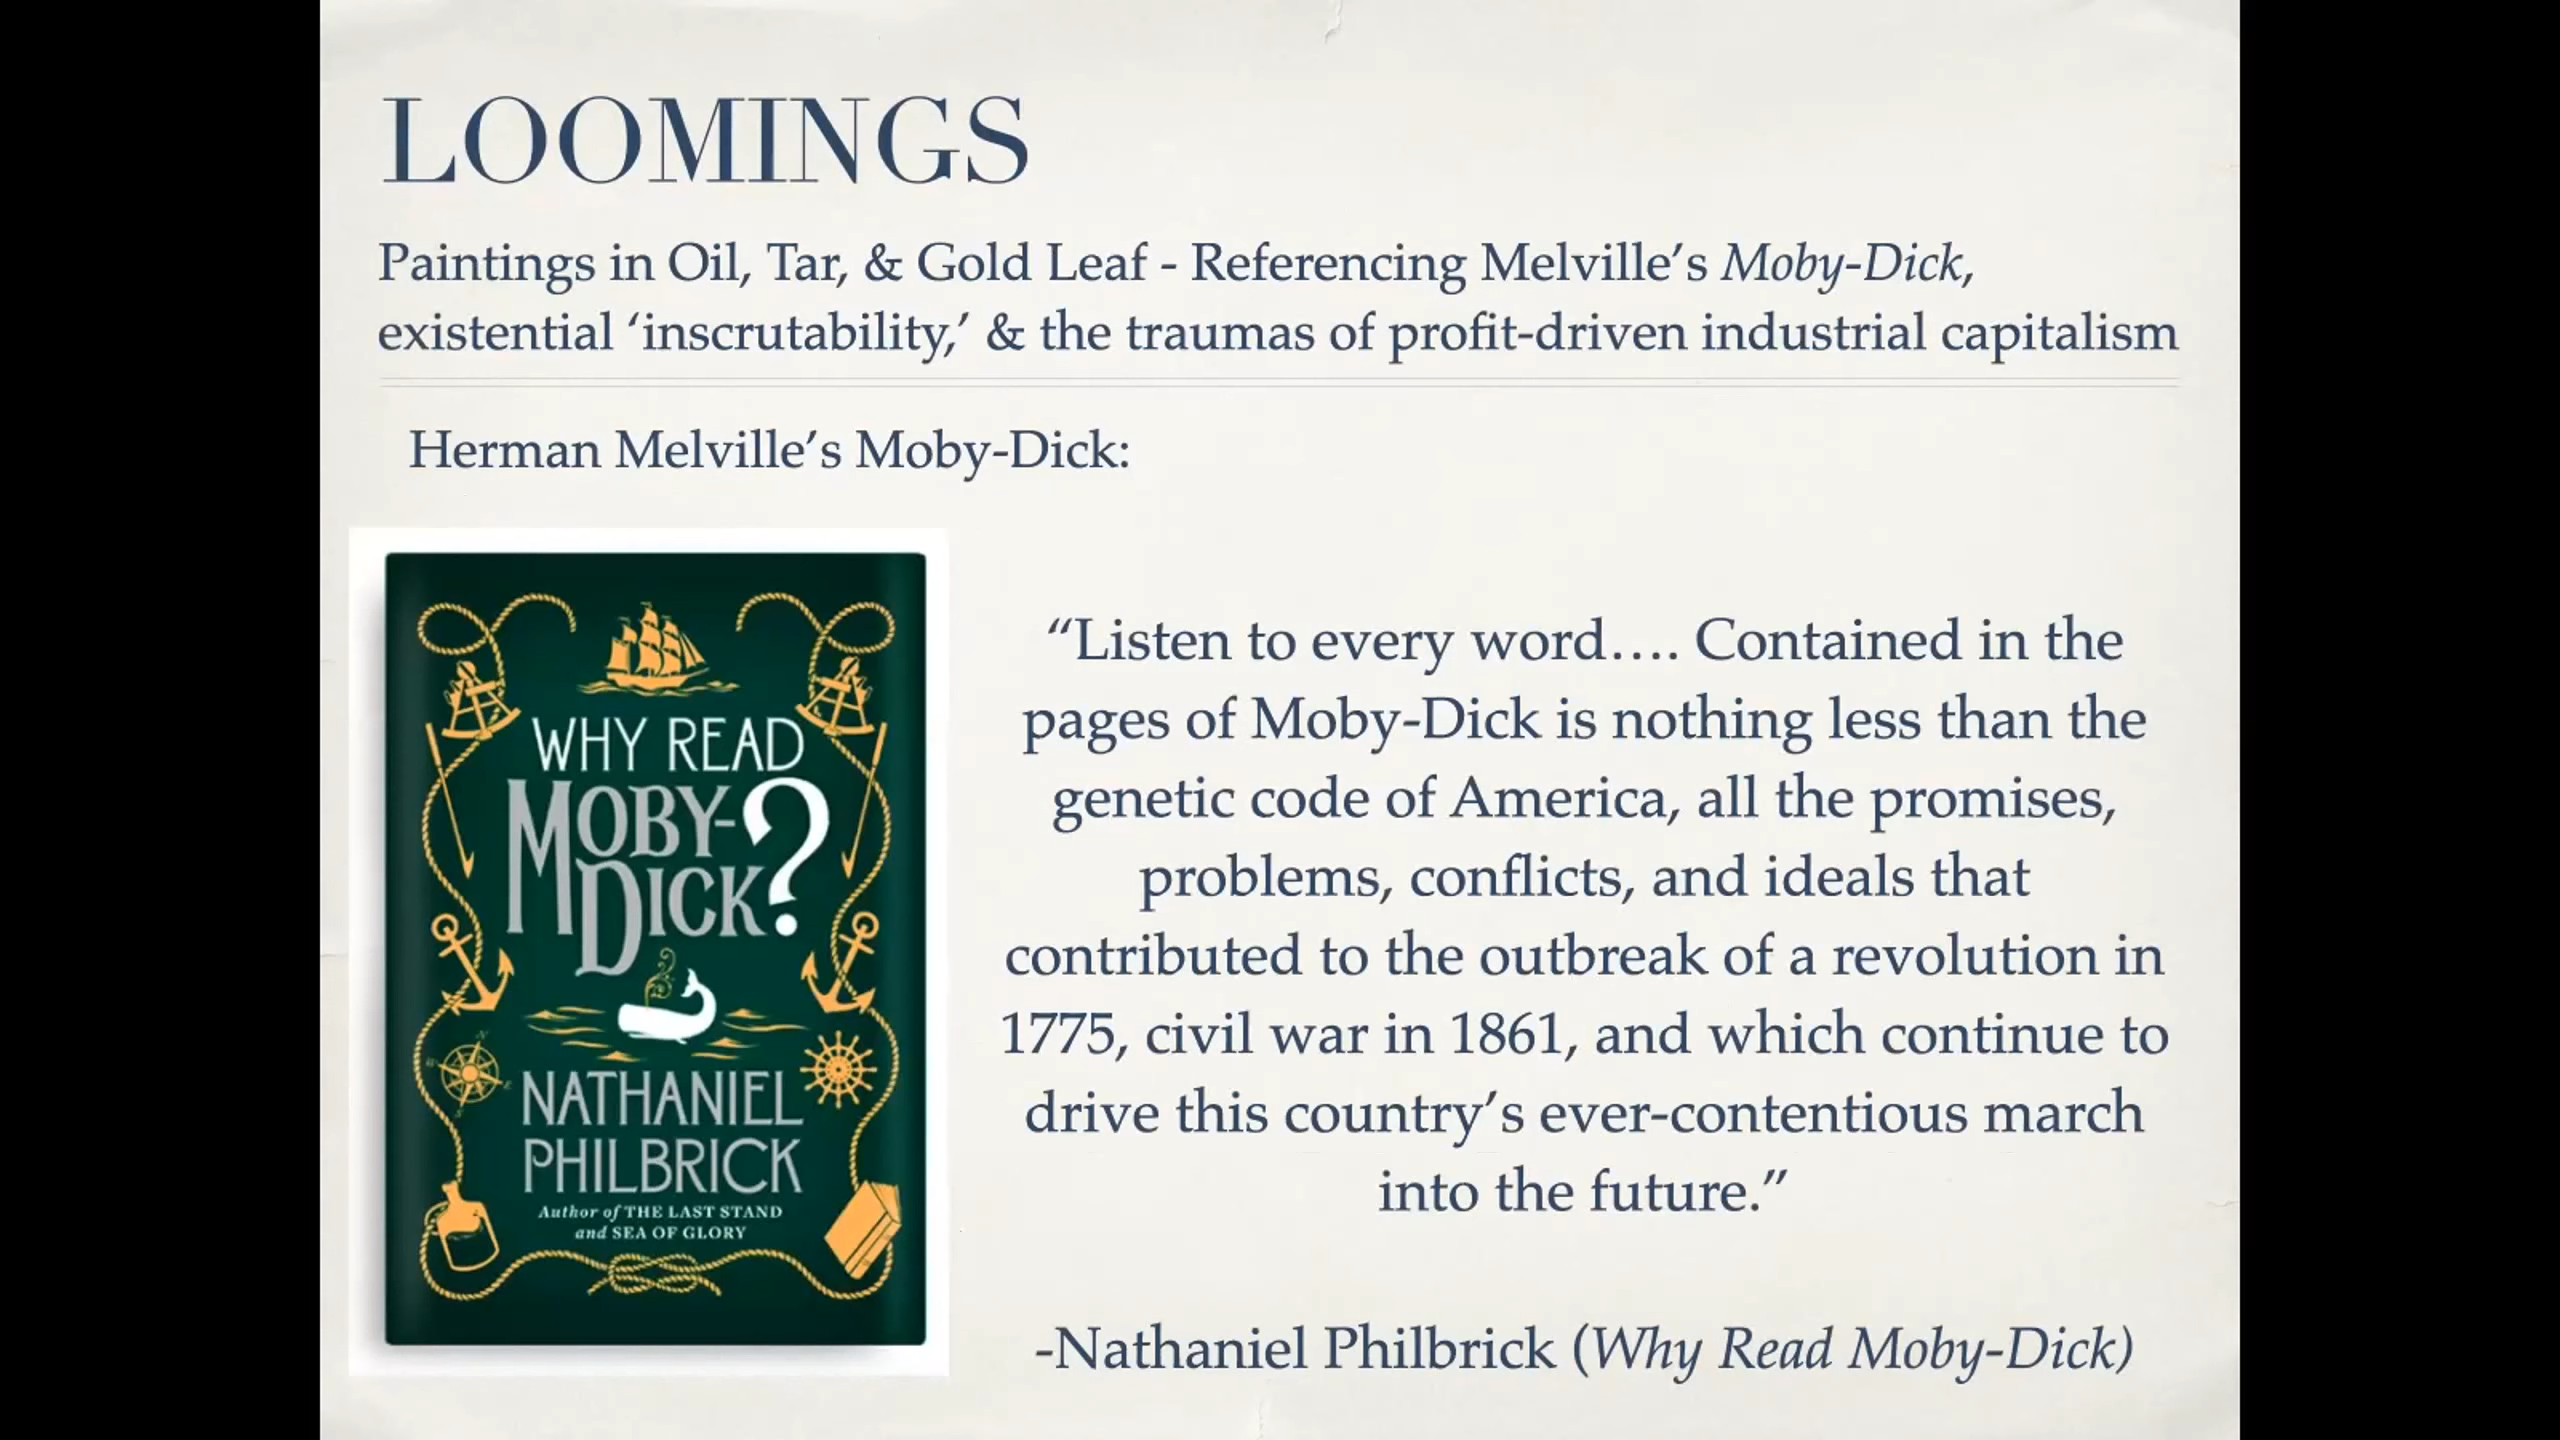 LOOMINGS
Paintings in Oil, Tar, & Gold Leaf - Referencing Melville’s Moby-Dick,
existential ‘inscrutability,’ & the traumas of profit-driven industrial capitalism
Herman Melville’s Moby-Dick:
WHY READ
MOBY-
DICK?
NATHANIEL
PHILBRICK
Author of THE LAST STAND
and SEA OF GLORY
“Listen to every word…. Contained in the
pages of Moby-Dick is nothing less than the
genetic code of America, all the promises,
problems, conflicts, and ideals that
contributed to the outbreak of a revolution in
1775, civil war in 1861, and which continue to
drive this country’s ever-contentious march
into the future.”
-Nathaniel Philbrick (Why Read Moby-Dick)